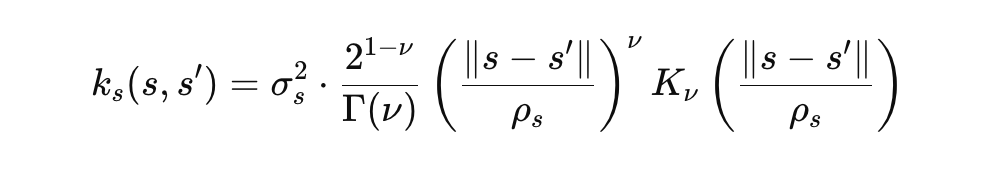 $k_s(s, s') = \sigma_s^2 \cdot \frac{2^{1-\nu}}{\Gamma(\nu)} \left( \frac{\|s - s'\|}{\rho_s} \right)^{\nu} K_{\nu} \left( \frac{\|s - s'\|}{\rho_s} \right)$